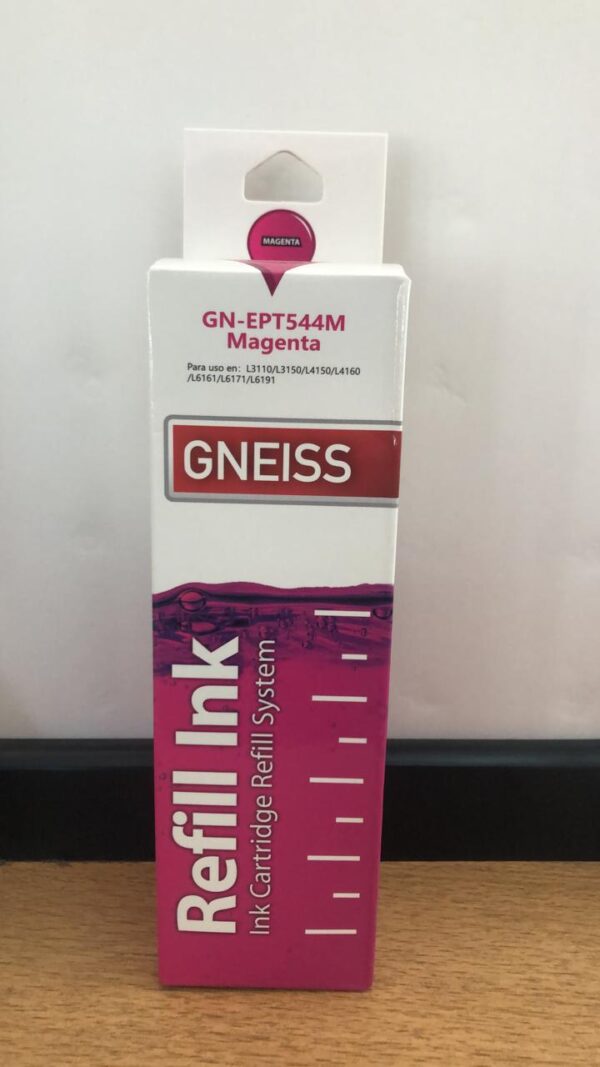 MAGENTA
GN-EPT544M
Magenta
Para uso en: L3110/L3150/L4150/L4160
/L6161/L6171/L6191
GNEISS
Refill Ink
Ink Cartridge Refill System